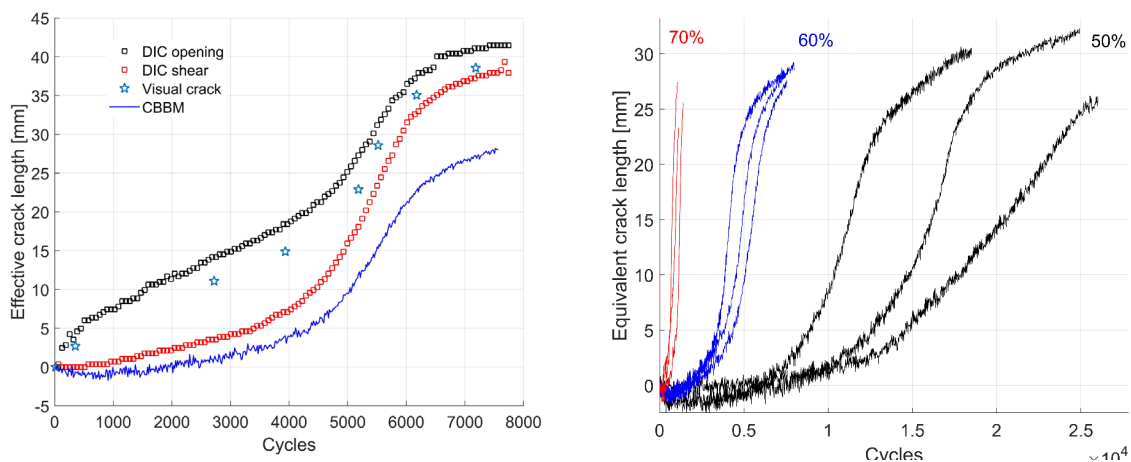 45
40
35
30
25
20
15
10
5
0
-5
Effective crack length [mm]
DIC opening
DIC shear
Visual crack
CBBM
0 1000 2000 3000 4000 5000 6000 7000 8000
Cycles
70% 60% 50%
30
25
20
15
10
5
0
Equivalent crack length [mm]
0 0.5 1 1.5 2 2.5
Cycles
×10⁴